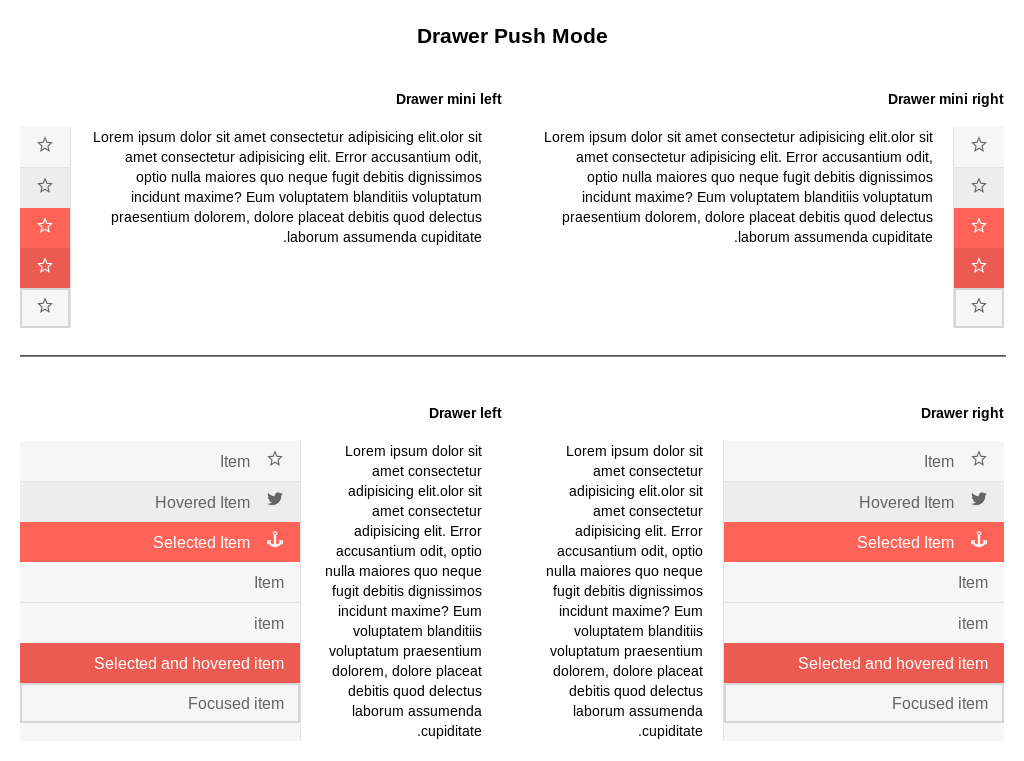 Drawer Push Mode
Drawer mini left
Lorem ipsum dolor sit amet consectetur adipisicing elit.olor sit
amet consectetur adipisicing elit. Error accusantium odit,
optio nulla maiores quo neque fugit debitis dignissimos
incidunt maxime? Eum voluptatem blanditiis voluptatum
praesentium dolorem, dolore placeat debitis quod delectus
.laborum assumenda cupiditate
Drawer mini right
Lorem ipsum dolor sit amet consectetur adipisicing elit.olor sit
amet consectetur adipisicing elit. Error accusantium odit,
optio nulla maiores quo neque fugit debitis dignissimos
incidunt maxime? Eum voluptatem blanditiis voluptatum
praesentium dolorem, dolore placeat debitis quod delectus
.laborum assumenda cupiditate
Drawer left
Item
Hovered Item
Selected Item
Item
item
Selected and hovered item
Focused item
Lorem ipsum dolor sit
amet consectetur
adipisicing elit.olor sit
amet consectetur
adipisicing elit. Error
accusantium odit, optio
nulla maiores quo neque
fugit debitis dignissimos
incidunt maxime? Eum
voluptatem blanditiis
voluptatum praesentium
dolorem, dolore placeat
debitis quod delectus
laborum assumenda
.cupiditate
Drawer right
Lorem ipsum dolor sit
amet consectetur
adipisicing elit.olor sit
amet consectetur
adipisicing elit. Error
accusantium odit, optio
nulla maiores quo neque
fugit debitis dignissimos
incidunt maxime? Eum
voluptatem blanditiis
voluptatum praesentium
dolorem, dolore placeat
debitis quod delectus
laborum assumenda
.cupiditate
Item
Hovered Item
Selected Item
Item
item
Selected and hovered item
Focused item